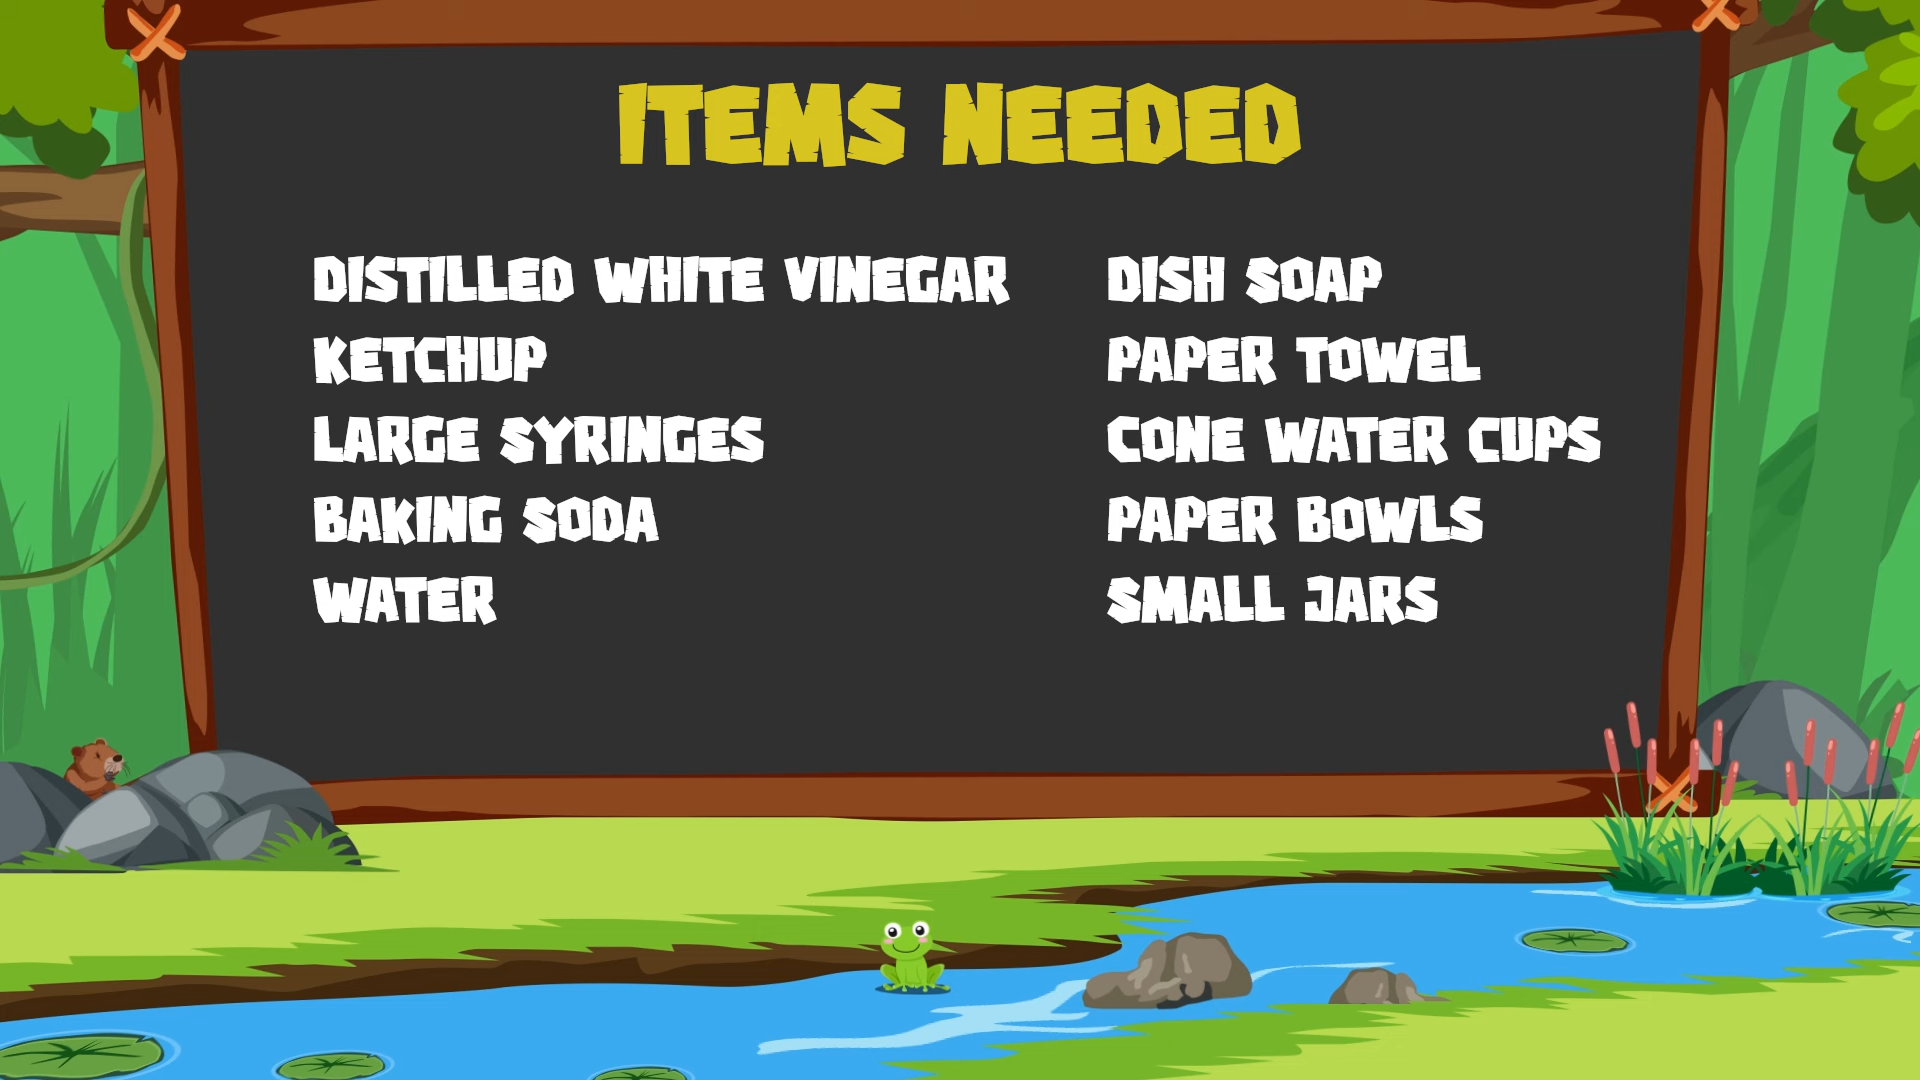 ITEMS NEEDED
DISTILLED WHITE VINEGAR
KETCHUP
LARGE SYRINGES
BAKING SODA
WATER
DISH SOAP
PAPER TOWEL
CONE WATER CUPS
PAPER BOWLS
SMALL JARS